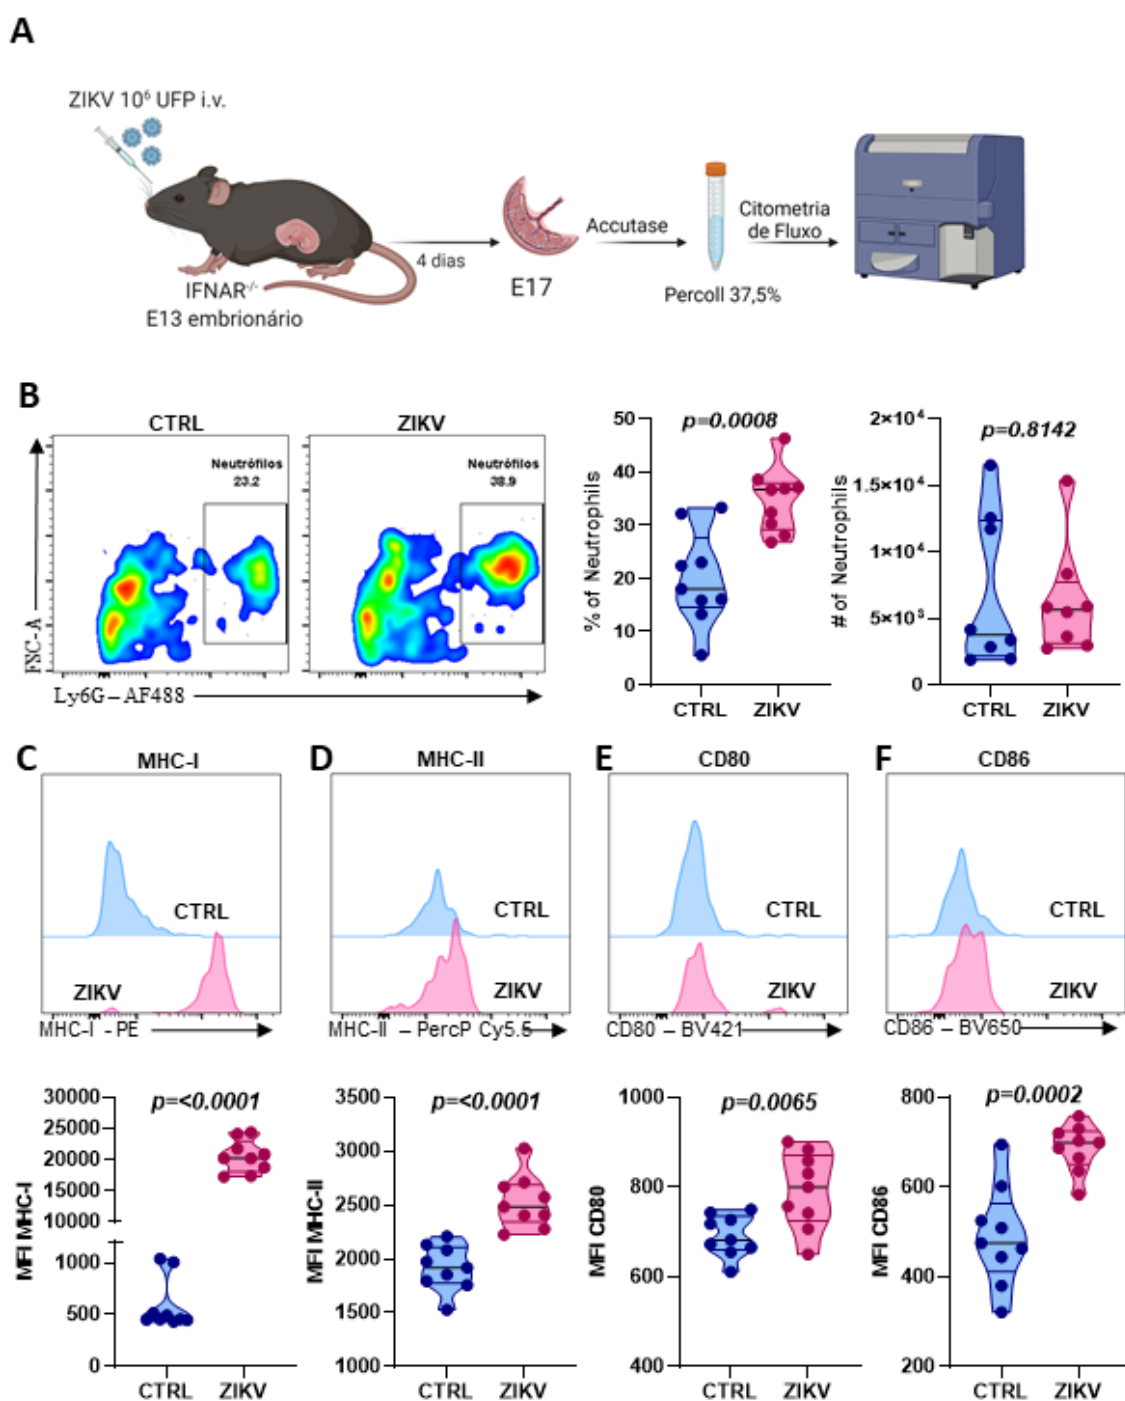 A
ZIKV 10⁶ UFP i.v.
IFNAR⁻/⁻
E13 embrionário
4 dias
E17
Accutase
Percoll 37,5%
Citometria
de Fluxo
B
CTRL
ZIKV
Neutrófilos
23.2
Neutrófilos
38.9
FSC-A
Ly6G – AF488
% of Neutrophils
50
40
30
20
10
0
p=0.0008
CTRL
ZIKV
# of Neutrophils
2×10⁴
1.5×10⁴
1×10⁴
5×10³
0
p=0.8142
CTRL
ZIKV
C
MHC-I
CTRL
ZIKV
MHC-I - PE
D
MHC-II
CTRL
ZIKV
MHC-II – PercP Cy5.5
E
CD80
CTRL
ZIKV
CD80 – BV421
F
CD86
CTRL
ZIKV
CD86 – BV650
MFI MHC-I
30000
25000
20000
15000
10000
1000
500
0
p=<0.0001
CTRL
ZIKV
MFI MHC-II
3500
3000
2500
2000
1500
1000
p=<0.0001
CTRL
ZIKV
MFI CD80
1000
800
600
400
p=0.0065
CTRL
ZIKV
MFI CD86
800
600
400
200
p=0.0002
CTRL
ZIKV